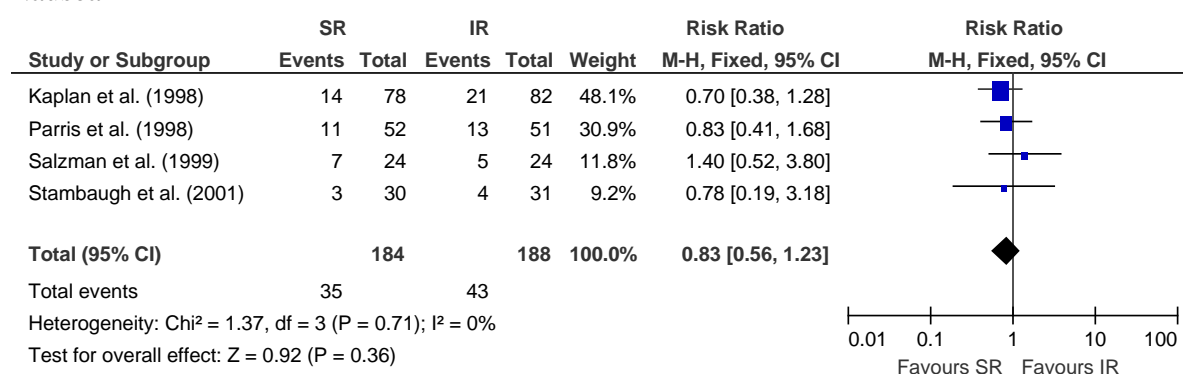 SR IR Risk Ratio Risk Ratio
Study or Subgroup Events Total Events Total Weight M-H, Fixed, 95% CI M-H, Fixed, 95% CI
Kaplan et al. (1998) 14 78 21 82 48.1% 0.70 [0.38, 1.28]
Parris et al. (1998) 11 52 13 51 30.9% 0.83 [0.41, 1.68]
Salzman et al. (1999) 7 24 5 24 11.8% 1.40 [0.52, 3.80]
Stambaugh et al. (2001) 3 30 4 31 9.2% 0.78 [0.19, 3.18]
Total (95% CI) 184 188 100.0% 0.83 [0.56, 1.23]
Total events 35 43
Heterogeneity: Chi² = 1.37, df = 3 (P = 0.71); I² = 0%
Test for overall effect: Z = 0.92 (P = 0.36)
0.01 0.1 1 10 100
Favours SR Favours IR